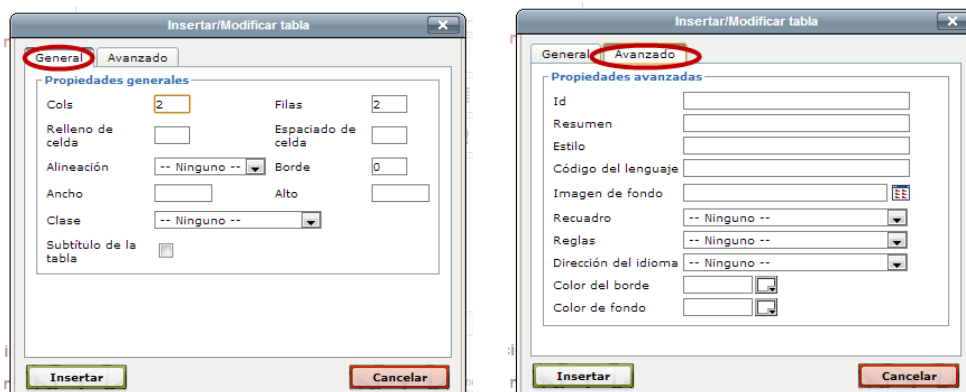 Insertar/Modificar tabla
General Avanzado
Propiedades generales
Cols 2 Filas 2
Relleno de celda Espaciado de celda
Alineación -- Ninguno -- Borde 0
Ancho Alto
Clase -- Ninguno --
Subtítulo de la tabla
Insertar Cancelar
Insertar/Modificar tabla
General Avanzado
Propiedades avanzadas
Id
Resumen
Estilo
Código del lenguaje
Imagen de fondo
Recuadro -- Ninguno --
Reglas -- Ninguno --
Dirección del idioma -- Ninguno --
Color del borde
Color de fondo
Insertar Cancelar